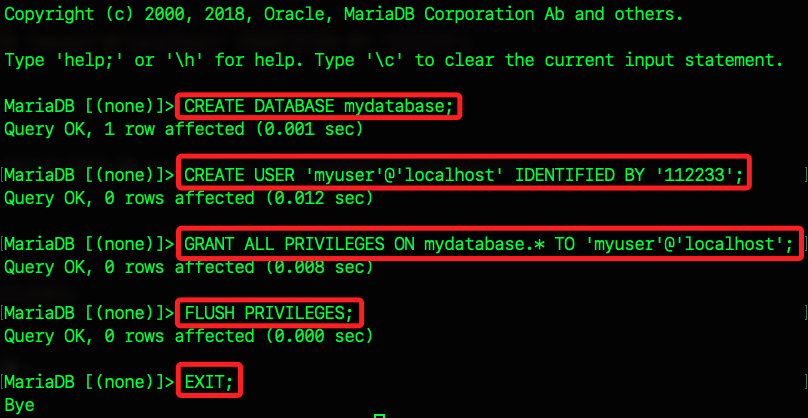 Copyright (c) 2000, 2018, Oracle, MariaDB Corporation Ab and others.
Type 'help;' or '\h' for help. Type '\c' to clear the current input statement.
MariaDB [(none)]> CREATE DATABASE mydatabase;
Query OK, 1 row affected (0.001 sec)
[MariaDB [(none)]> CREATE USER 'myuser'@'localhost' IDENTIFIED BY '112233'; ]
Query OK, 0 rows affected (0.012 sec)
[MariaDB [(none)]> GRANT ALL PRIVILEGES ON mydatabase.* TO 'myuser'@'localhost'; ]
Query OK, 0 rows affected (0.008 sec)
[MariaDB [(none)]> FLUSH PRIVILEGES; ]
Query OK, 0 rows affected (0.000 sec)
[MariaDB [(none)]> EXIT; ]
Bye